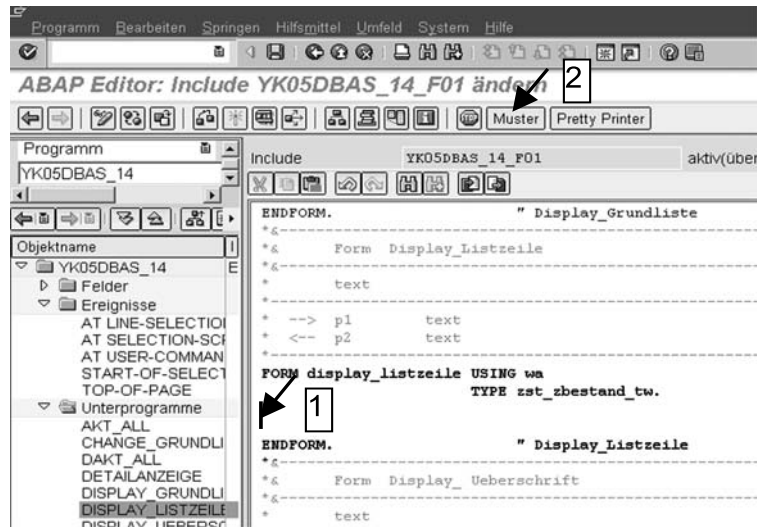 Programm Bearbeiten Springen Hilfsmittel Umfeld System Hilfe
ABAP Editor: Include YK05DBAS_14_F01 ändern
2
Muster Pretty Printer
Programm
YK05DBAS_14
Include YK05DBAS_14_F01 aktiv(über
Objektname
YK05DBAS_14 E
Felder
Ereignisse
AT LINE-SELECTIO
AT SELECTION-SC
AT USER-COMMAN
START-OF-SELECT
TOP-OF-PAGE
Unterprogramme
AKT_ALL
CHANGE_GRUNDLI
DAKT_ALL
DETAILANZEIGE
DISPLAY_GRUNDLI
DISPLAY_LISTZEILE
DISPLAY_UEBERSC
ENDFORM. " Display_Grundliste
*&---------------------------------------------------
*& Form Display_Listzeile
*&---------------------------------------------------
* text
*----------------------------------------------------
* --> p1 text
* <-- p2 text
*----------------------------------------------------
FORM display_listzeile USING wa
TYPE zst_zbestand_tw.
1
ENDFORM. " Display_Listzeile
*&---------------------------------------------------
*& Form Display_ Ueberschrift
*&---------------------------------------------------
* text